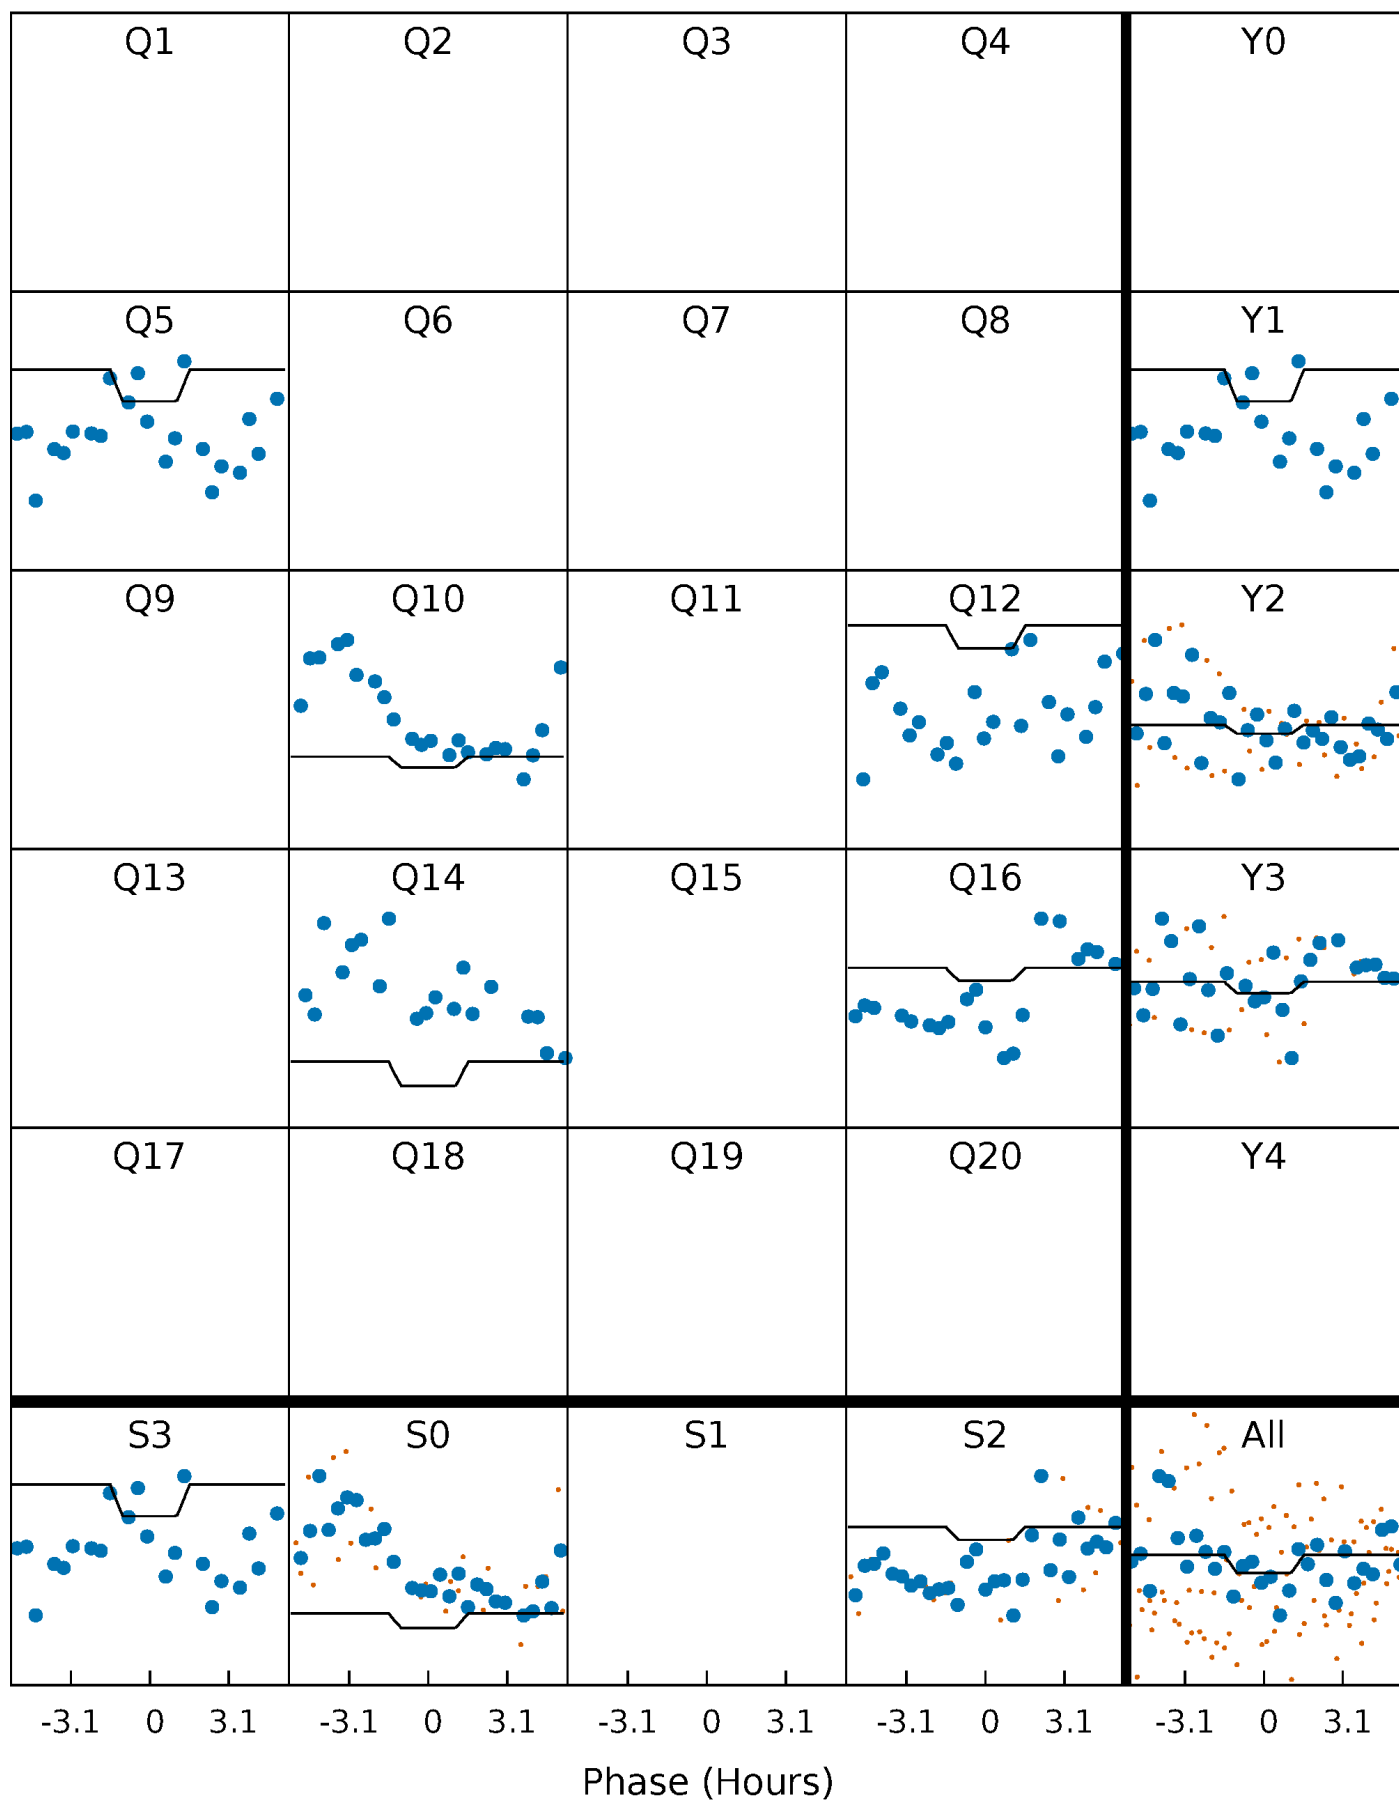 Q1 Q2 Q3 Q4 Y0
Q5 Q6 Q7 Q8 Y1
Q9 Q10 Q11 Q12 Y2
Q13 Q14 Q15 Q16 Y3
Q17 Q18 Q19 Q20 Y4
S3 S0 S1 S2 All
-3.1 0 3.1 -3.1 0 3.1 -3.1 0 3.1 -3.1 0 3.1 -3.1 0 3.1
Phase (Hours)